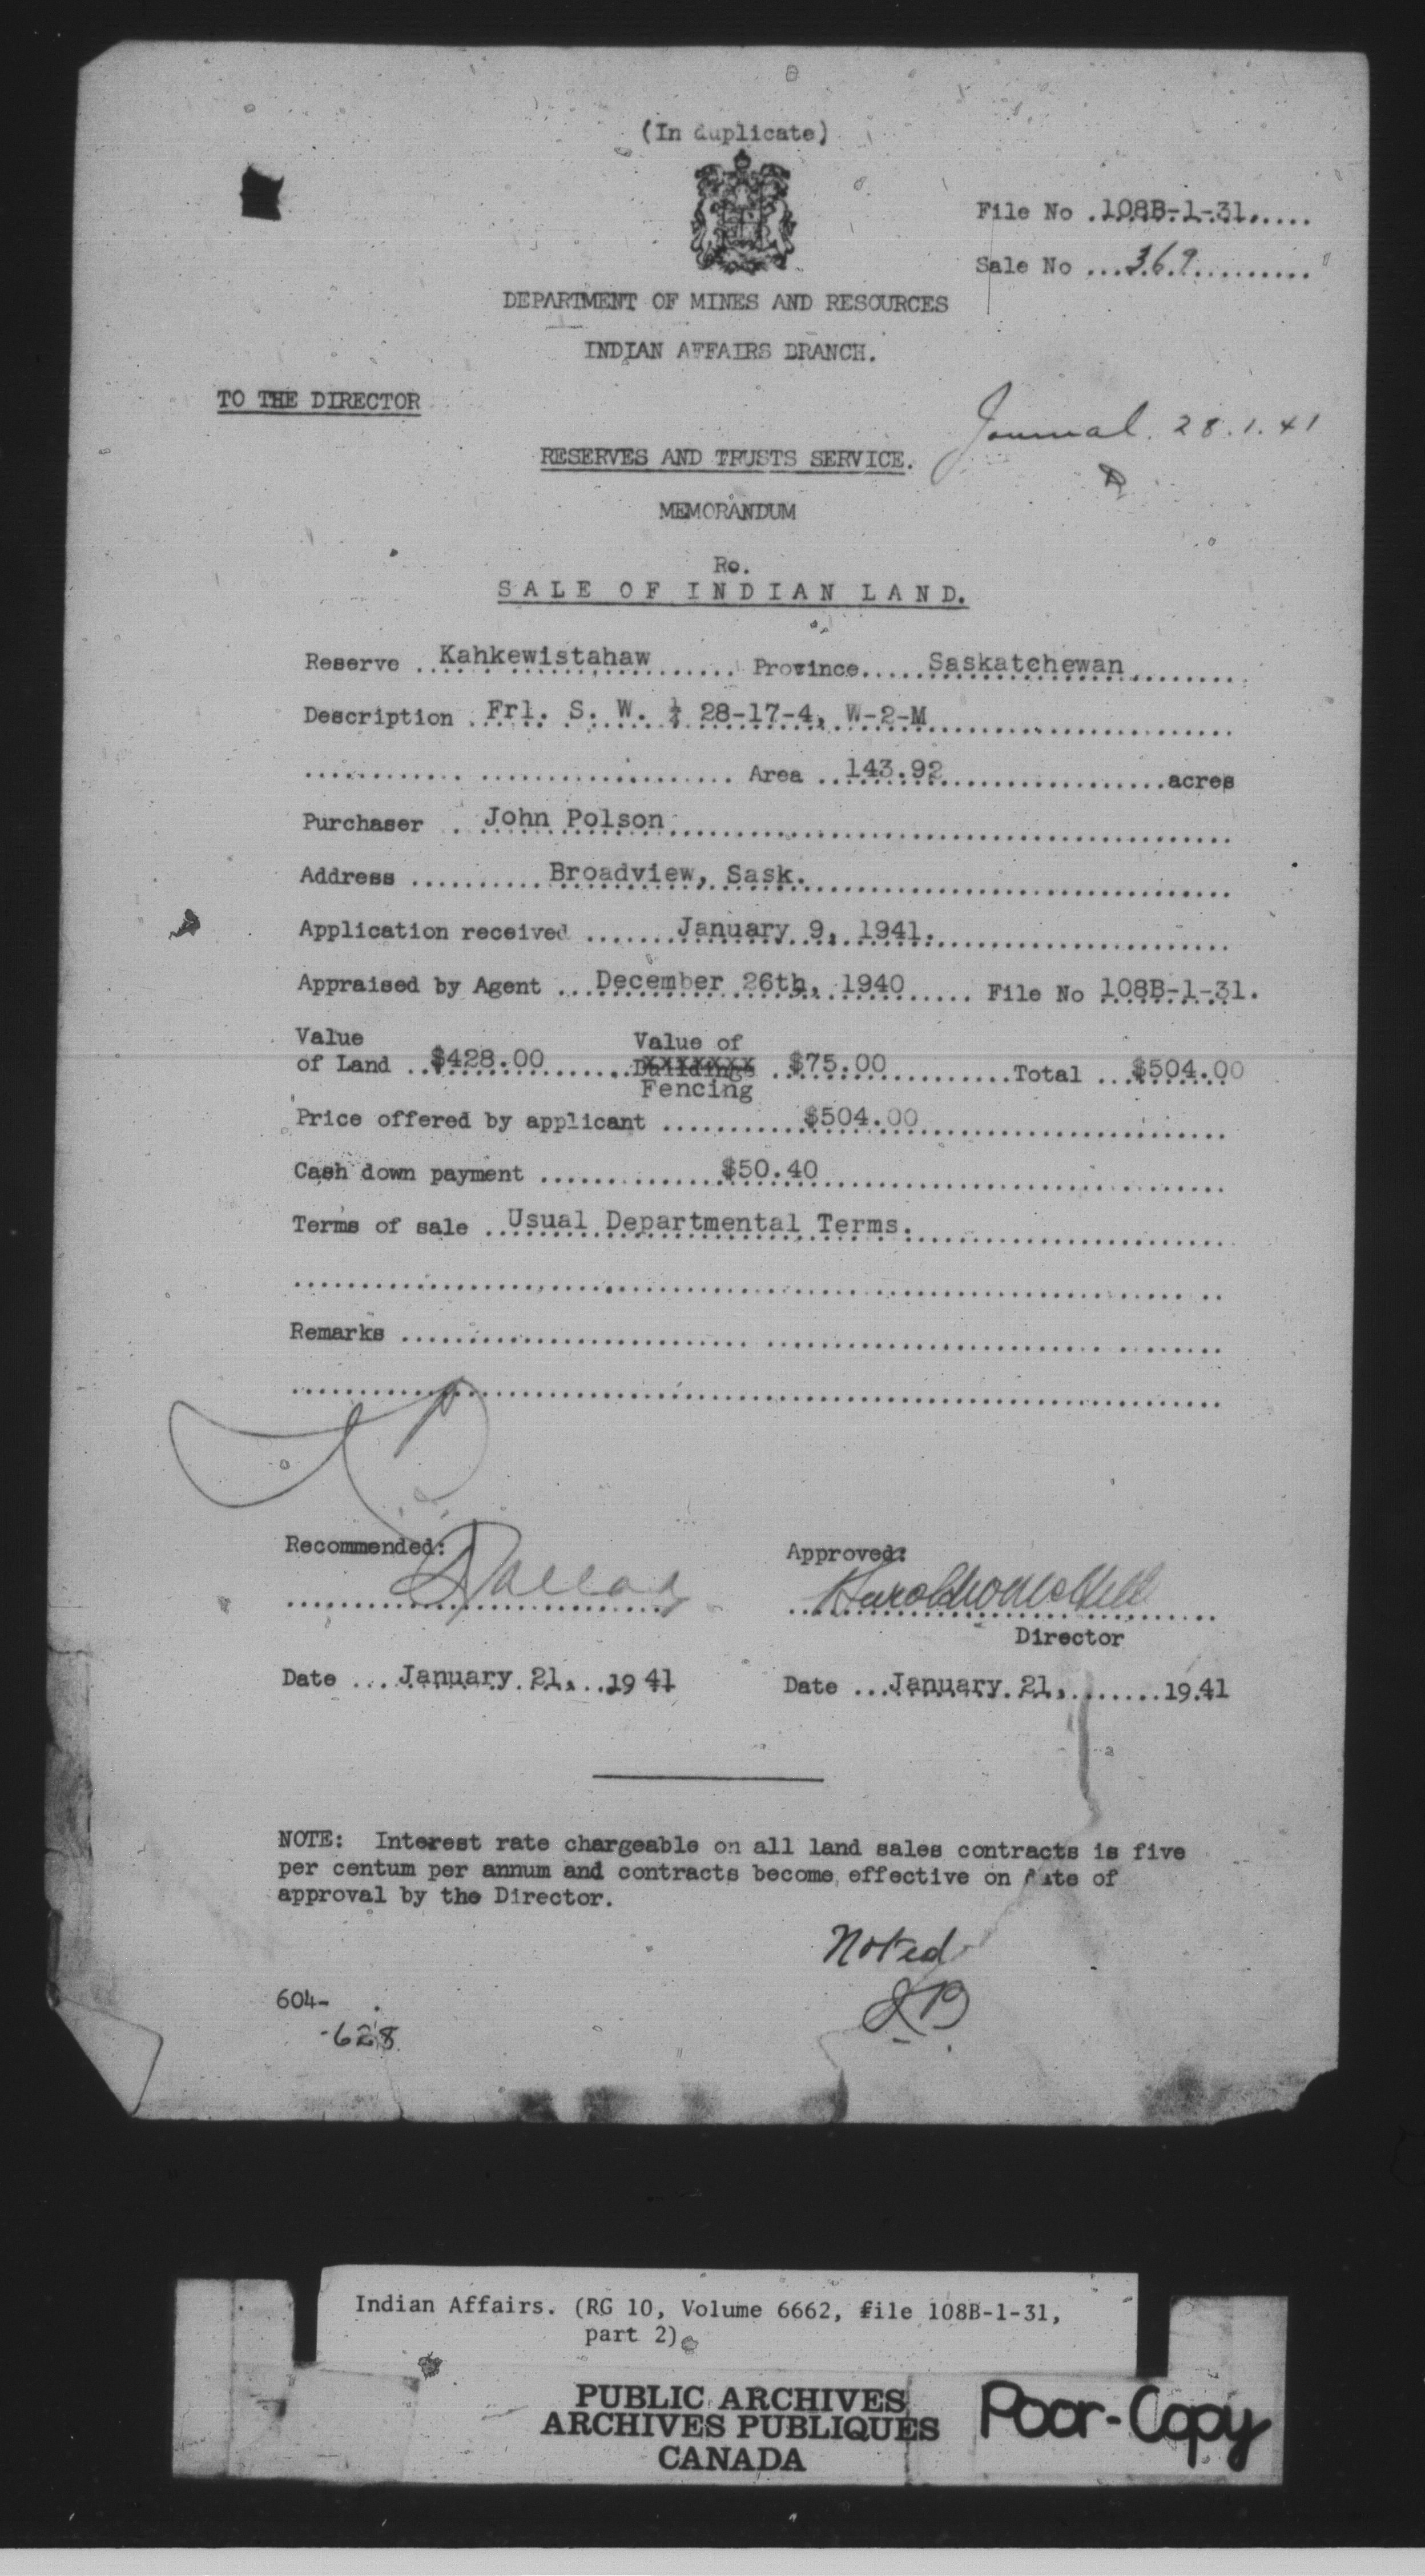 (In duplicate)
File No .108B-1-31......
Sale No ...369..........
DEPARTMENT OF MINES AND RESOURCES
INDIAN AFFAIRS BRANCH.
TO THE DIRECTOR
Journal. 28.1.41
RESERVES AND TRUSTS SERVICE.
MEMORANDUM
Re.
SALE OF INDIAN LAND.
Reserve ..Kahkewistahaw....... Province.....Saskatchewan.........
Description ..Frl. S. W. ¼ 28-17-4, W-2-M........................
.................................. Area ..143.92....................acres
Purchaser . John Polson..................................................
Address ..........Broadview, Sask.......................................
Application received .......January 9, 1941...........................
Appraised by Agent ...December 26th, 1940...... File No 108B-1-31.
Value Value of
of Land ..$428.00........Buildings ..$75.00............Total ...$504.00
Fencing
Price offered by applicant ...........$504.00............................
Cash down payment ..............$50.40...................................
Terms of sale ..Usual Departmental Terms..............................
.........................................................................
Remarks .................................................................
.........................................................................
Recommended: Approved:
Director
Date ....January 21, ...19 41 Date ...January 21,........19.41
NOTE: Interest rate chargeable on all land sales contracts is five
per centum per annum and contracts become effective on date of
approval by the Director.
Noted
604-
-628
Indian Affairs. (RG 10, Volume 6662, file 108B-1-31,
part 2)
PUBLIC ARCHIVES
ARCHIVES PUBLIQUES
CANADA
Poor-Copy